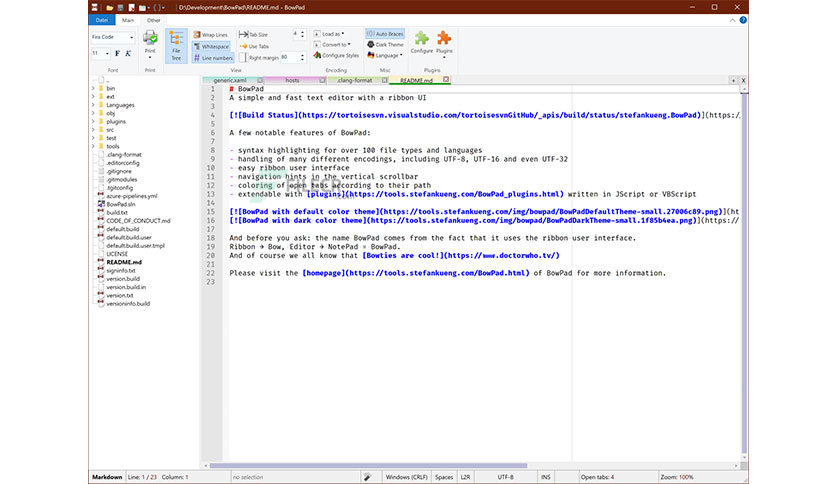 D:\Development\BowPad\README.md - BowPad
Datei Main Other
Fira Code
11
F K
Font
Print
Print
File Tree
Wrap Lines
Whitespace
Line numbers
Tab Size 4
Use Tabs
Right margin 80
View
Load as
Convert to
Configure Styles
Encoding
Auto Braces
Dark Theme
Language
Misc
Configure Plugins
Plugins
generic.xaml hosts .clang-format README.md
..
bin
ext
Languages
obj
plugins
src
test
tools
.clang-format
.editorconfig
.gitignore
.gitmodules
.tgitconfig
azure-pipelines.yml
BowPad.sln
build.txt
CODE_OF_CONDUCT.md
default.build
default.build.user
default.build.user.tmpl
LICENSE
README.md
signinfo.txt
version.build
version.build.in
version.txt
versioninfo.build
1 # BowPad
2 A simple and fast text editor with a ribbon UI
3
4 [![Build Status](https://tortoisesvn.visualstudio.com/tortoisesvnGitHub/_apis/build/status/stefankueng.BowPad)](https:/
5
6 A few notable features of BowPad:
7
8 - syntax highlighting for over 100 file types and languages
9 - handling of many different encodings, including UTF-8, UTF-16 and even UTF-32
10 - easy ribbon user interface
11 - navigation hints in the vertical scrollbar
12 - coloring of open tabs according to their path
13 - extendable with [plugins](https://tools.stefankueng.com/BowPad_plugins.html) written in JScript or VBScript
14
15 [![BowPad with default color theme](https://tools.stefankueng.com/img/bowpad/BowPadDefaultTheme-small.27006c89.png)](ht
16 [![BowPad with dark color theme](https://tools.stefankueng.com/img/bowpad/BowPadDarkTheme-small.1f85b4ea.png)](https://
17
18 And before you ask: the name BowPad comes from the fact that it uses the ribbon user interface.
19 Ribbon → Bow, Editor → NotePad = BowPad.
20 And of course we all know that [Bowties are cool!](https://www.doctorwho.tv/)
21
22 Please visit the [homepage](https://tools.stefankueng.com/BowPad.html) of BowPad for more information.
23
Markdown Line: 1 / 23 Column: 1 no selection Windows (CRLF) Spaces L2R UTF-8 INS Open tabs: 4 Zoom: 100%